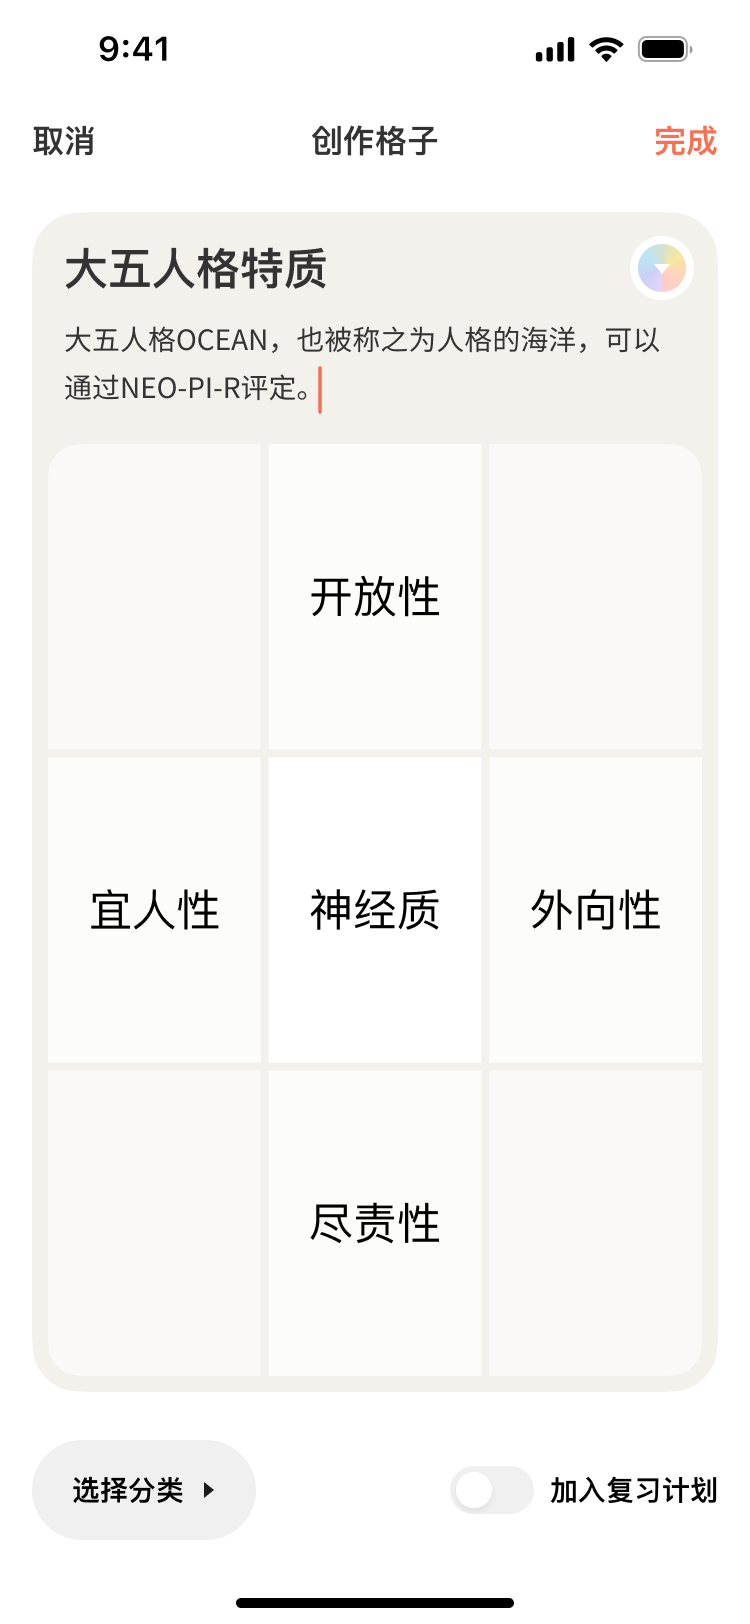 9:41
取消
创作格子
完成
大五人格特质
大五人格OCEAN，也被称之为人格的海洋，可以
通过NEO-PI-R评定。
开放性
宜人性
神经质
外向性
尽责性
选择分类
加入复习计划